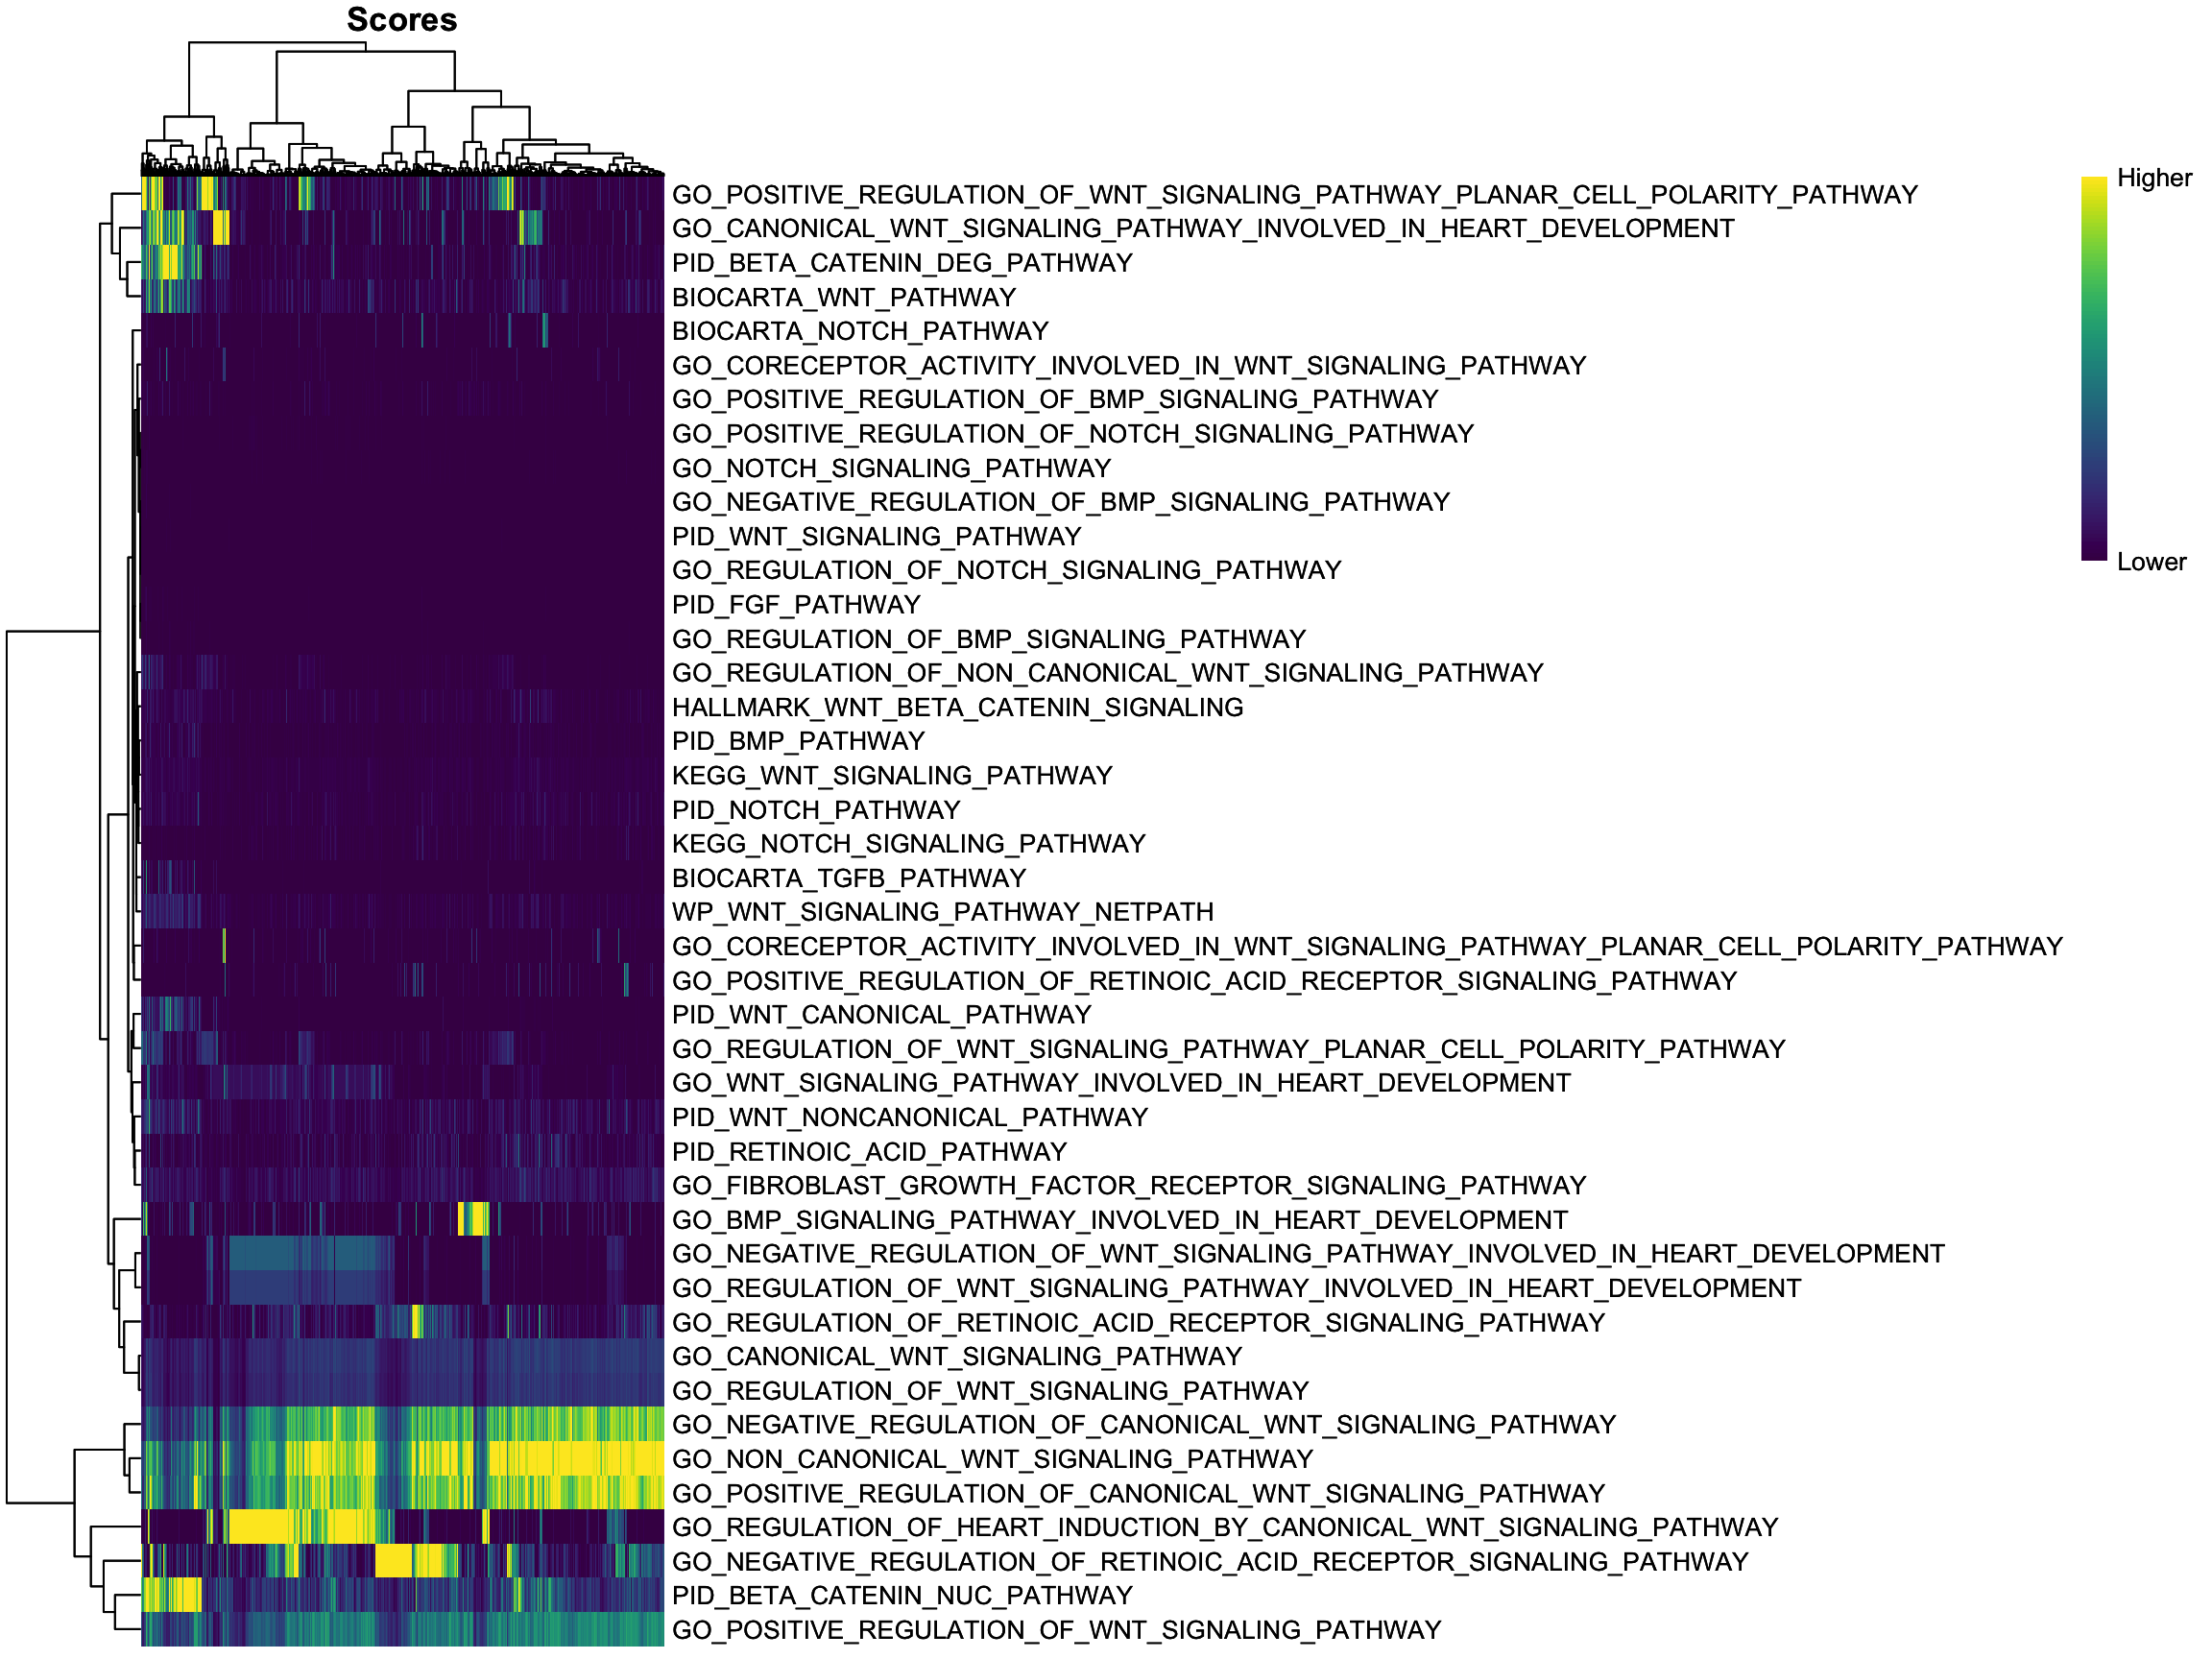 Scores
Higher
Lower
GO_POSITIVE_REGULATION_OF_WNT_SIGNALING_PATHWAY_PLANAR_CELL_POLARITY_PATHWAY
GO_CANONICAL_WNT_SIGNALING_PATHWAY_INVOLVED_IN_HEART_DEVELOPMENT
PID_BETA_CATENIN_DEG_PATHWAY
BIOCARTA_WNT_PATHWAY
BIOCARTA_NOTCH_PATHWAY
GO_CORECEPTOR_ACTIVITY_INVOLVED_IN_WNT_SIGNALING_PATHWAY
GO_POSITIVE_REGULATION_OF_BMP_SIGNALING_PATHWAY
GO_POSITIVE_REGULATION_OF_NOTCH_SIGNALING_PATHWAY
GO_NOTCH_SIGNALING_PATHWAY
GO_NEGATIVE_REGULATION_OF_BMP_SIGNALING_PATHWAY
PID_WNT_SIGNALING_PATHWAY
GO_REGULATION_OF_NOTCH_SIGNALING_PATHWAY
PID_FGF_PATHWAY
GO_REGULATION_OF_BMP_SIGNALING_PATHWAY
GO_REGULATION_OF_NON_CANONICAL_WNT_SIGNALING_PATHWAY
HALLMARK_WNT_BETA_CATENIN_SIGNALING
PID_BMP_PATHWAY
KEGG_WNT_SIGNALING_PATHWAY
PID_NOTCH_PATHWAY
KEGG_NOTCH_SIGNALING_PATHWAY
BIOCARTA_TGFB_PATHWAY
WP_WNT_SIGNALING_PATHWAY_NETPATH
GO_CORECEPTOR_ACTIVITY_INVOLVED_IN_WNT_SIGNALING_PATHWAY_PLANAR_CELL_POLARITY_PATHWAY
GO_POSITIVE_REGULATION_OF_RETINOIC_ACID_RECEPTOR_SIGNALING_PATHWAY
PID_WNT_CANONICAL_PATHWAY
GO_REGULATION_OF_WNT_SIGNALING_PATHWAY_PLANAR_CELL_POLARITY_PATHWAY
GO_WNT_SIGNALING_PATHWAY_INVOLVED_IN_HEART_DEVELOPMENT
PID_WNT_NONCANONICAL_PATHWAY
PID_RETINOIC_ACID_PATHWAY
GO_FIBROBLAST_GROWTH_FACTOR_RECEPTOR_SIGNALING_PATHWAY
GO_BMP_SIGNALING_PATHWAY_INVOLVED_IN_HEART_DEVELOPMENT
GO_NEGATIVE_REGULATION_OF_WNT_SIGNALING_PATHWAY_INVOLVED_IN_HEART_DEVELOPMENT
GO_REGULATION_OF_WNT_SIGNALING_PATHWAY_INVOLVED_IN_HEART_DEVELOPMENT
GO_REGULATION_OF_RETINOIC_ACID_RECEPTOR_SIGNALING_PATHWAY
GO_CANONICAL_WNT_SIGNALING_PATHWAY
GO_REGULATION_OF_WNT_SIGNALING_PATHWAY
GO_NEGATIVE_REGULATION_OF_CANONICAL_WNT_SIGNALING_PATHWAY
GO_NON_CANONICAL_WNT_SIGNALING_PATHWAY
GO_POSITIVE_REGULATION_OF_CANONICAL_WNT_SIGNALING_PATHWAY
GO_REGULATION_OF_HEART_INDUCTION_BY_CANONICAL_WNT_SIGNALING_PATHWAY
GO_NEGATIVE_REGULATION_OF_RETINOIC_ACID_RECEPTOR_SIGNALING_PATHWAY
PID_BETA_CATENIN_NUC_PATHWAY
GO_POSITIVE_REGULATION_OF_WNT_SIGNALING_PATHWAY